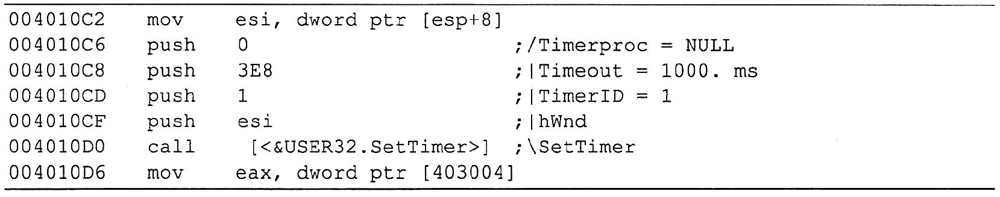 004010C2 mov esi, dword ptr [esp+8]
004010C6 push 0 ;/Timerproc = NULL
004010C8 push 3E8 ;|Timeout = 1000. ms
004010CD push 1 ;|TimerID = 1
004010CF push esi ;|hWnd
004010D0 call [<&USER32.SetTimer>] ;\SetTimer
004010D6 mov eax, dword ptr [403004]